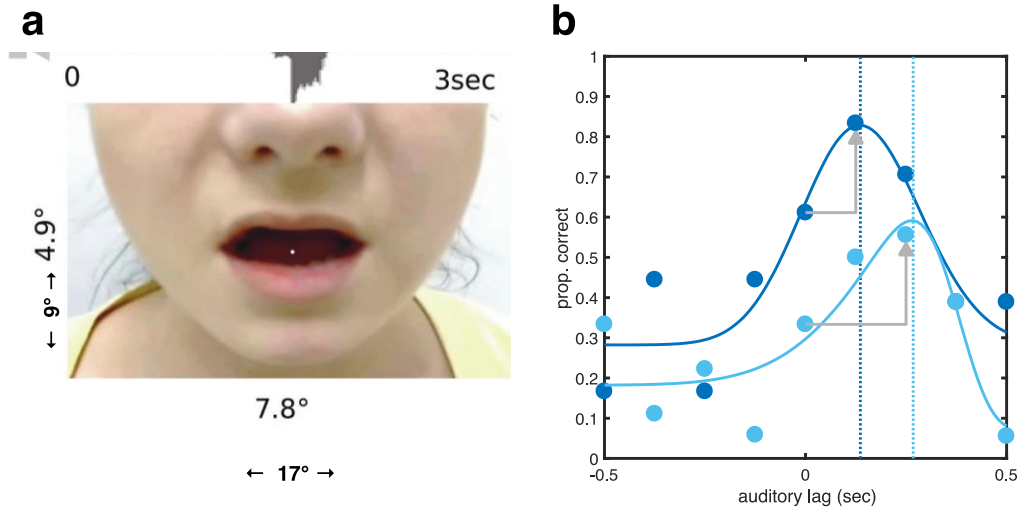 a
0
3sec
← 9° → 4.9°
7.8°
← 17° →
b
1
0.9
0.8
0.7
0.6
0.5
0.4
0.3
0.2
0.1
0
prop. correct
-0.5 0 0.5
auditory lag (sec)